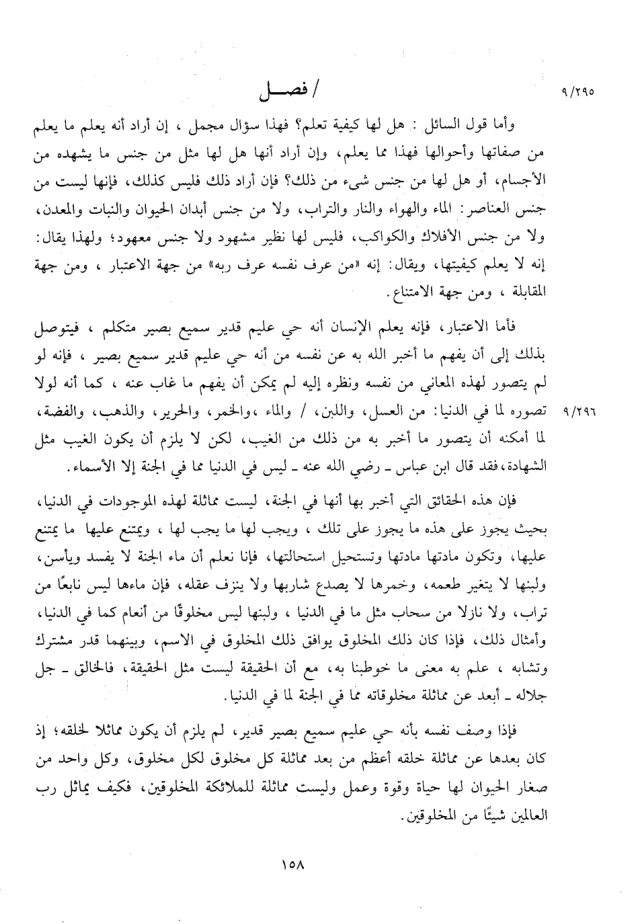 / فصـــل
٩/٢٩٥
وأما قول السائل : هل لها كيفية تعلم؟ فهذا سؤال مجمل ، إن أراد أنه يعلم ما يعلم
من صفاتها وأحوالها فهذا مما يعلم، وإن أراد أنها هل لها مثل من جنس ما يشهده من
الأجسام، أو هل لها من جنس شىء من ذلك؟ فإن أراد ذلك فليس كذلك، فإنها ليست من
جنس العناصر: الماء والهواء والنار والتراب، ولا من جنس أبدان الحيوان والنبات والمعدن،
ولا من جنس الأفلاك والكواكب، فليس لها نظير مشهود ولا جنس معهود؛ ولهذا يقال:
إنه لا يعلم كيفيتها، ويقال: إنه «من عرف نفسه عرف ربه» من جهة الاعتبار ، ومن جهة
المقابلة ، ومن جهة الامتناع.
فأما الاعتبار، فإنه يعلم الإنسان أنه حي عليم قدير سميع بصير متكلم ، فيتوصل
بذلك إلى أن يفهم ما أخبر الله به عن نفسه من أنه حي عليم قدير سميع بصير ، فإنه لو
لم يتصور لهذه المعاني من نفسه ونظره إليه لم يمكن أن يفهم ما غاب عنه ، كما أنه لولا
تصوره لما في الدنيا: من العسل، واللبن، / والماء ،والخمر، والحرير، والذهب، والفضة،
٩/٢٩٦
لما أمكنه أن يتصور ما أخبر به من ذلك من الغيب، لكن لا يلزم أن يكون الغيب مثل
الشهادة،فقد قال ابن عباس ـ رضي الله عنه ـ ليس في الدنيا مما في الجنة إلا الأسماء.
فإن هذه الحقائق التي أخبر بها أنها في الجنة، ليست مماثلة لهذه الموجودات في الدنيا،
بحيث يجوز على هذه ما يجوز على تلك ، ويجب لها ما يجب لها ، ويمتنع عليها ما يمتنع
عليها، وتكون مادتها مادتها وتستحيل استحالتها، فإنا نعلم أن ماء الجنة لا يفسد ويأسن،
ولبنها لا يتغير طعمه، وخمرها لا يصدع شاربها ولا ينزف عقله، فإن ماءها ليس نابعًا من
تراب، ولا نازلا من سحاب مثل ما في الدنيا ، ولبنها ليس مخلوقًا من أنعام كما في الدنيا،
وأمثال ذلك، فإذا كان ذلك المخلوق يوافق ذلك المخلوق في الاسم، وبينهما قدر مشترك
وتشابه ، علم به معنى ما خوطبنا به، مع أن الحقيقة ليست مثل الحقيقة، فالخالق ـ جل
جلاله ـ أبعد عن مماثلة مخلوقاته مما في الجنة لما في الدنيا.
فإذا وصف نفسه بأنه حي عليم سميع بصير قدير، لم يلزم أن يكون مماثلا لخلقه؛ إذ
كان بعدها عن مماثلة خلقه أعظم من بعد مماثلة كل مخلوق لكل مخلوق، وكل واحد من
صغار الحيوان لها حياة وقوة وعمل وليست مماثلة للملائكة المخلوقين، فكيف يماثل رب
العالمين شيئًا من المخلوقين.
١٥٨